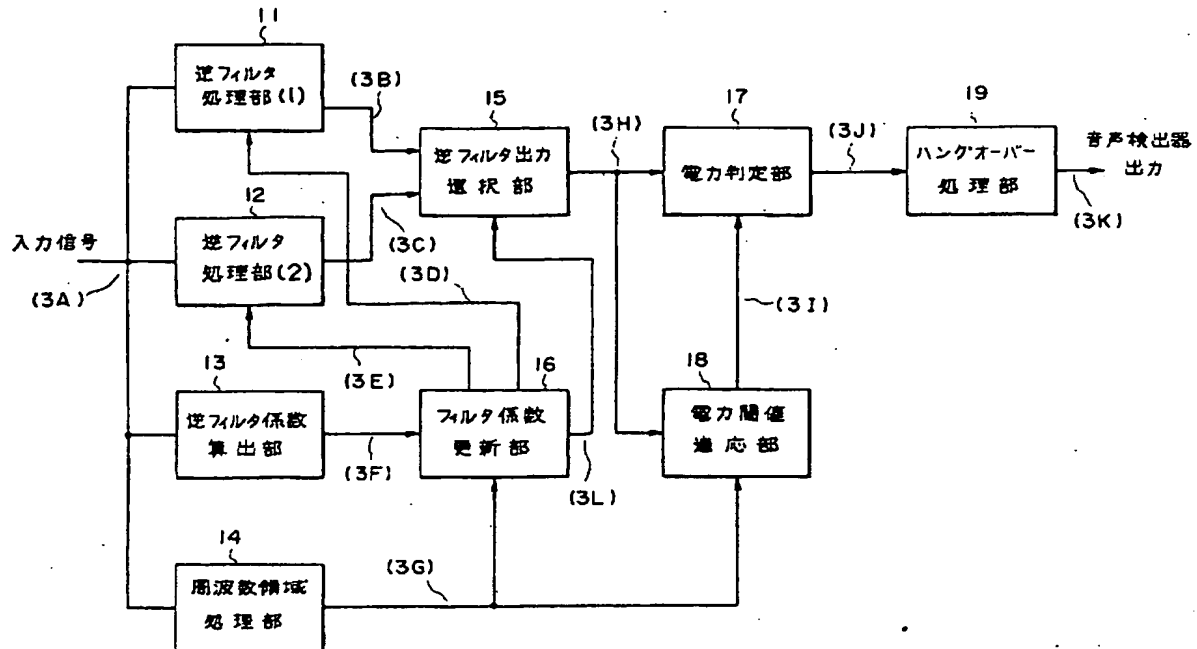 11
逆フィルタ
処理部(1)
(3B)
15
逆フィルタ出力
選択部
(3H)
17
電力判定部
(3J)
19
ハングオーバー
処理部
音声検出器
出力
(3K)
入力信号
(3A)
12
逆フィルタ
処理部(2)
(3C)
(3D)
(3E)
(3I)
13
逆フィルタ係数
算出部
(3F)
16
フィルタ係数
更新部
(3L)
18
電力閾値
適応部
14
周波数領域
処理部
(3G)